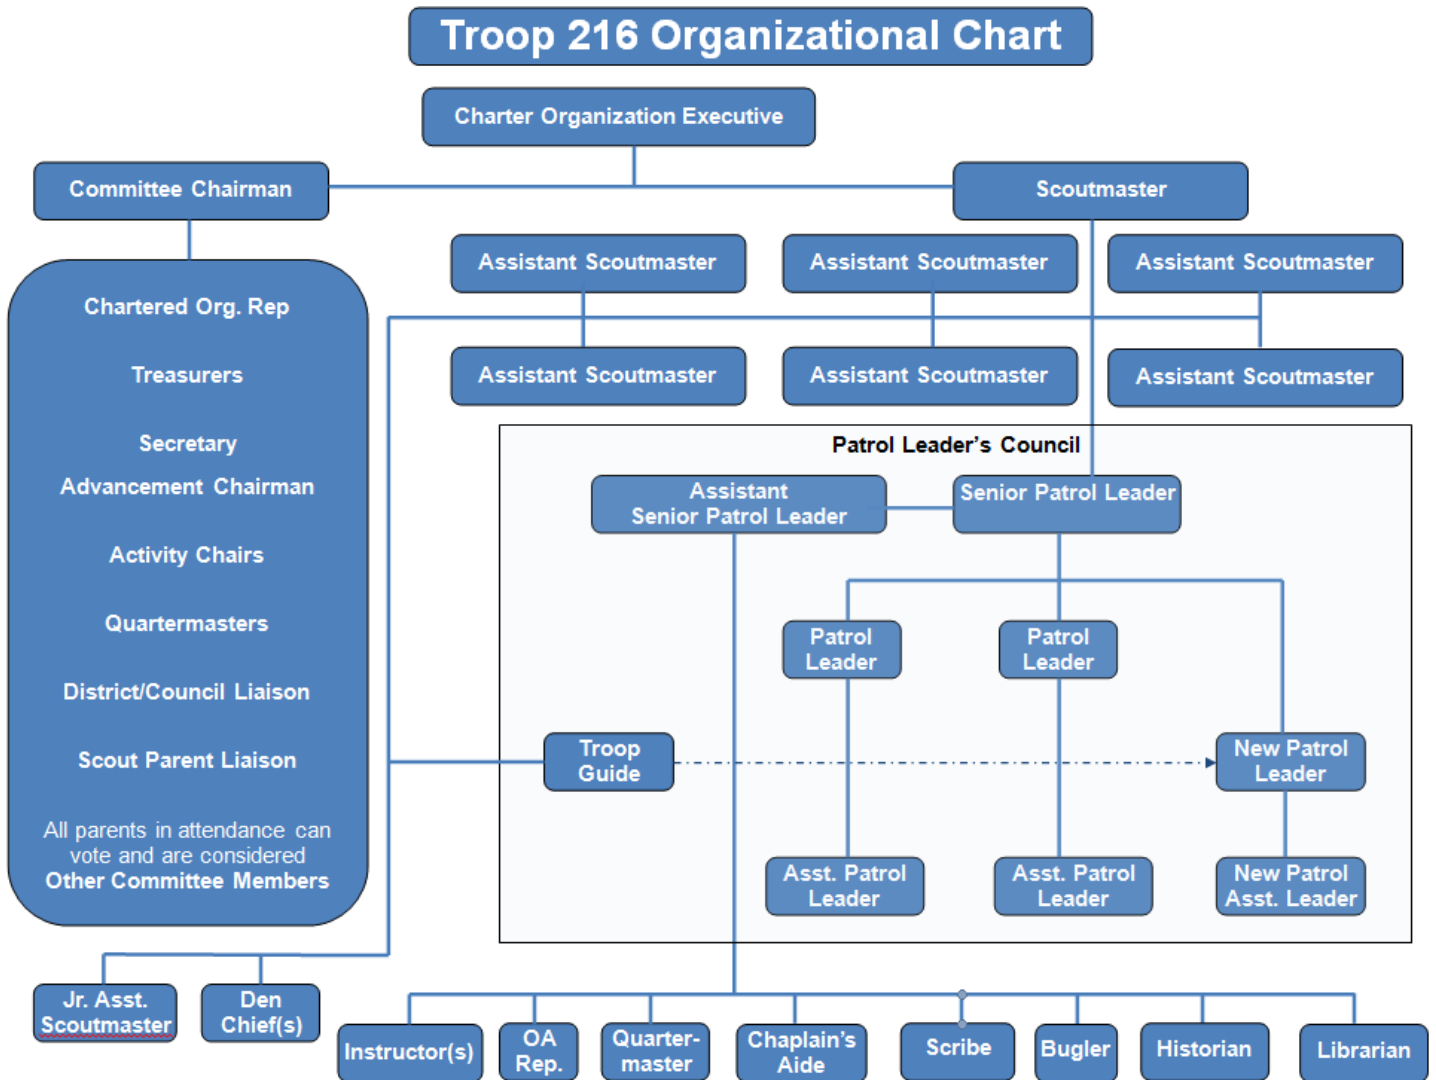 Troop 216 Organizational Chart
Charter Organization Executive
Committee Chairman
Scoutmaster
Assistant Scoutmaster
Assistant Scoutmaster
Assistant Scoutmaster
Assistant Scoutmaster
Assistant Scoutmaster
Assistant Scoutmaster
Chartered Org. Rep
Treasurers
Secretary
Advancement Chairman
Activity Chairs
Quartermasters
District/Council Liaison
Scout Parent Liaison
All parents in attendance can
vote and are considered
Other Committee Members
Patrol Leader’s Council
Assistant
Senior Patrol Leader
Senior Patrol Leader
Patrol
Leader
Patrol
Leader
Troop
Guide
New Patrol
Leader
Asst. Patrol
Leader
Asst. Patrol
Leader
New Patrol
Asst. Leader
Jr. Asst.
Scoutmaster
Den
Chief(s)
Instructor(s)
OA
Rep.
Quarter-
master
Chaplain’s
Aide
Scribe
Bugler
Historian
Librarian